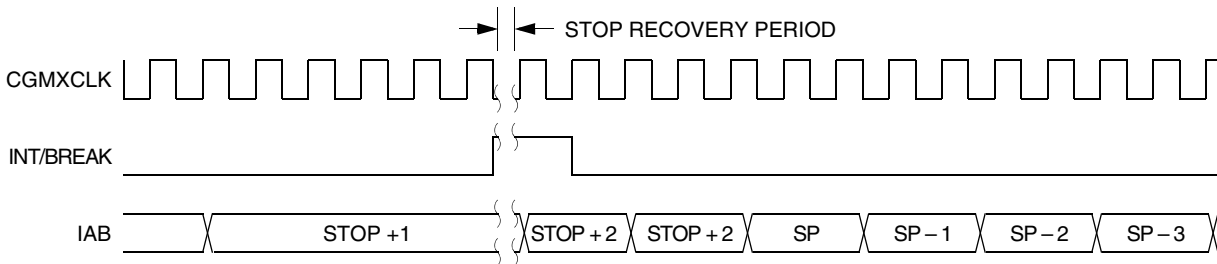 STOP RECOVERY PERIOD
CGMXCLK
INT/BREAK
IAB STOP +1 STOP + 2 STOP + 2 SP SP – 1 SP – 2 SP – 3